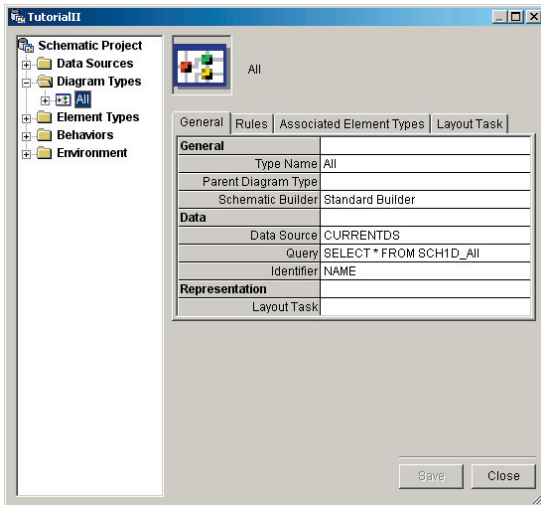 TutorialII
Schematic Project
Data Sources
Diagram Types
All
Element Types
Behaviors
Environment
All
General Rules Associated Element Types Layout Task
General
Type Name All
Parent Diagram Type
Schematic Builder Standard Builder
Data
Data Source CURRENTDS
Query SELECT * FROM SCH1D_All
Identifier NAME
Representation
Layout Task
Save Close